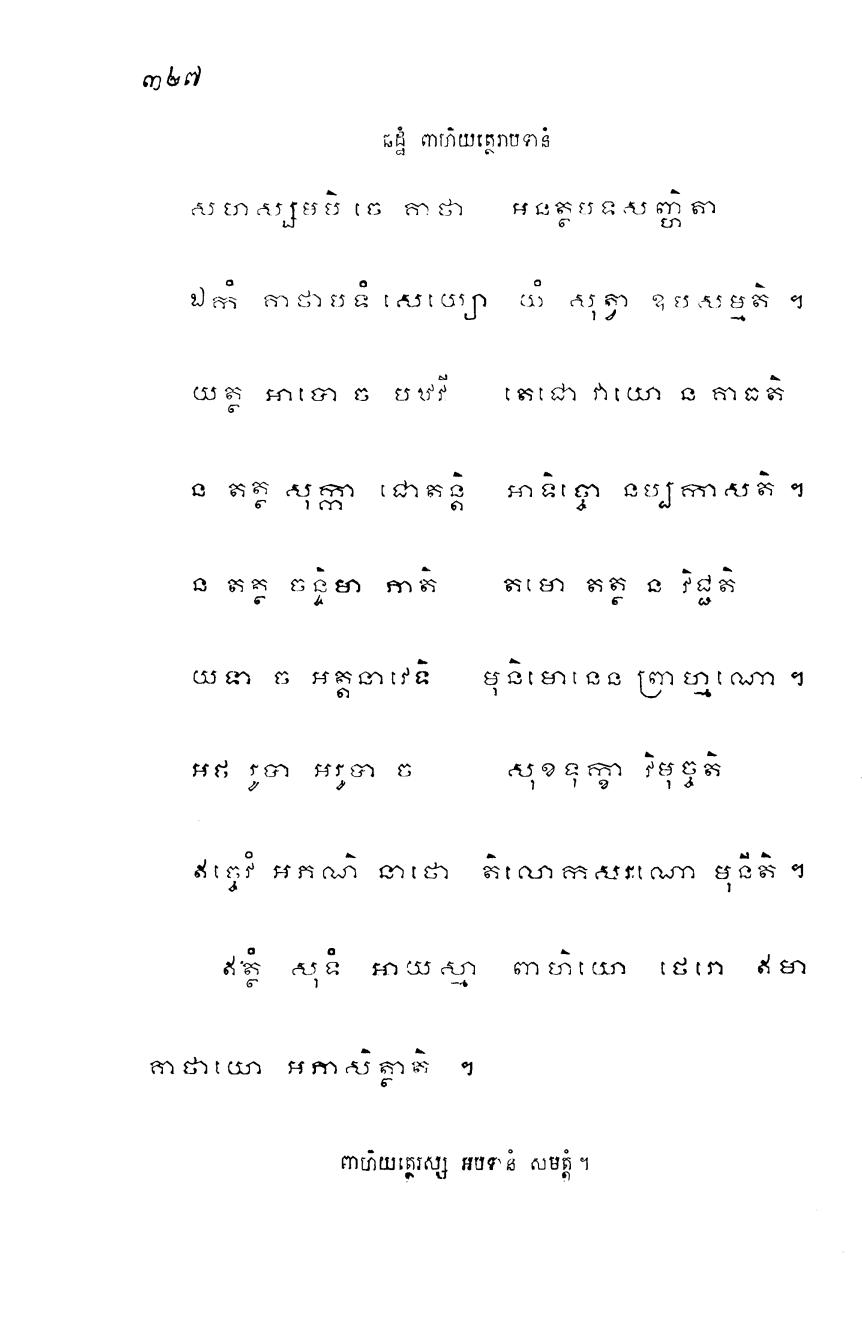 ៣២៧
ឆដ្ឋំ ពាហិយត្ថេរាបទានំ
សហស្សមបិ ចេ គាថា អនត្ថបទសញ្ហិតា
ឯកំ គាថាបទំ សេយ្យោ យំ សុត្វា ឧបសម្មតិ ។
យត្ថ អាបោ ច បឋវី តេជោ វាយោ ន គាធតិ
ន តត្ថ សុក្កា ជោតន្តិ អាទិច្ចោ នប្បកាសតិ ។
ន តត្ថ ចន្ទិមា ភាតិ តមោ តត្ថ ន វិជ្ជតិ
យទា ច អត្តនាវេទិ មុនិមោនេន ព្រាហ្មណោ ។
អថ រូបា អរូបា ច សុខទុក្ខា វិមុច្ចតិ
ឥច្ចេវំ អភណិ នាថោ តិលោកសរណោ មុនីតិ ។
ឥត្ថំ សុទំ អាយស្មា ពាហិយោ ថេរោ ឥមា
គាថាយោ អភាសិត្ថាតិ ។
ពាហិយត្ថេរស្ស អបទានំ សមត្តំ ។